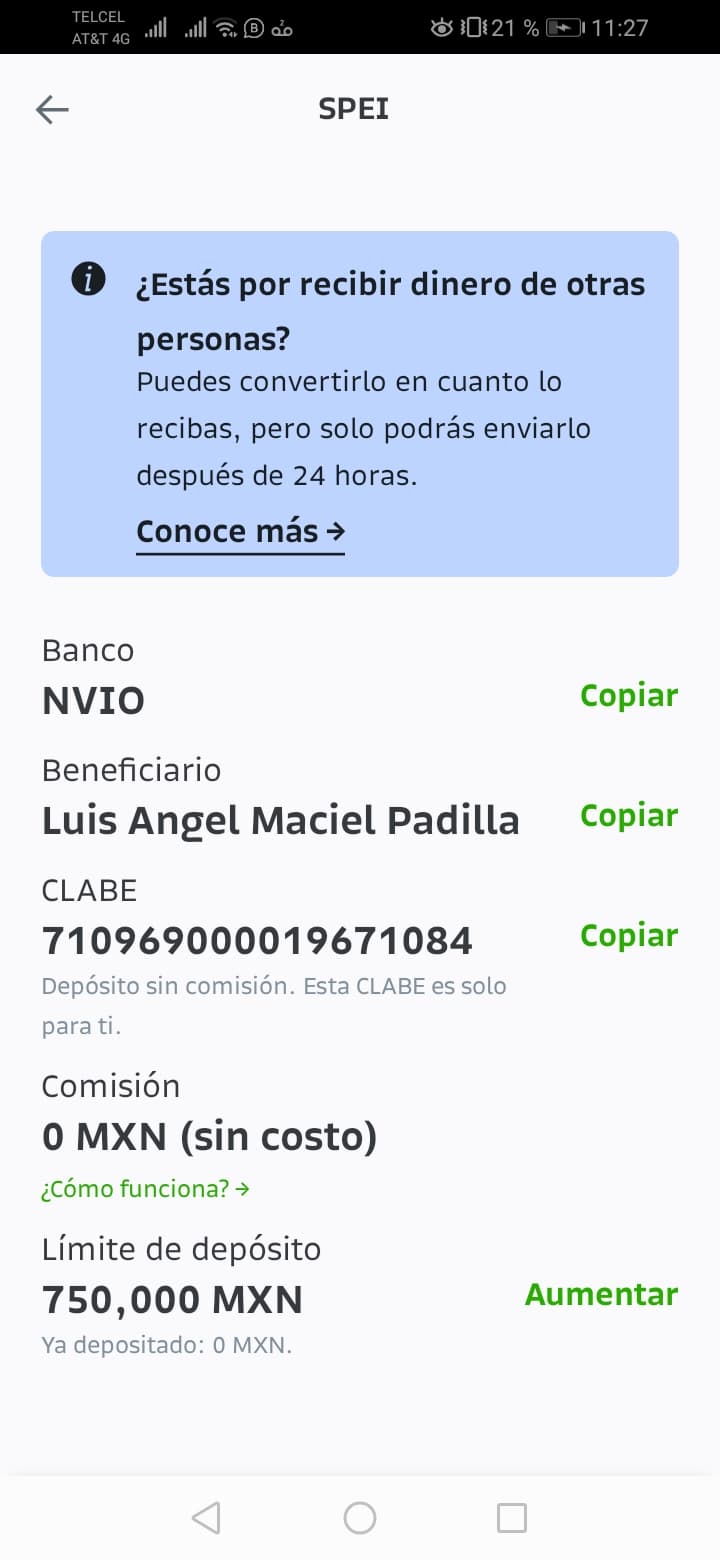 TELCEL
AT&T 4G
21 %
11:27
SPEI
¿Estás por recibir dinero de otras
personas?
Puedes convertirlo en cuanto lo
recibas, pero solo podrás enviarlo
después de 24 horas.
Conoce más →
Banco
NVIO
Copiar
Beneficiario
Luis Angel Maciel Padilla
Copiar
CLABE
710969000019671084
Copiar
Depósito sin comisión. Esta CLABE es solo
para ti.
Comisión
0 MXN (sin costo)
¿Cómo funciona? →
Límite de depósito
750,000 MXN
Aumentar
Ya depositado: 0 MXN.